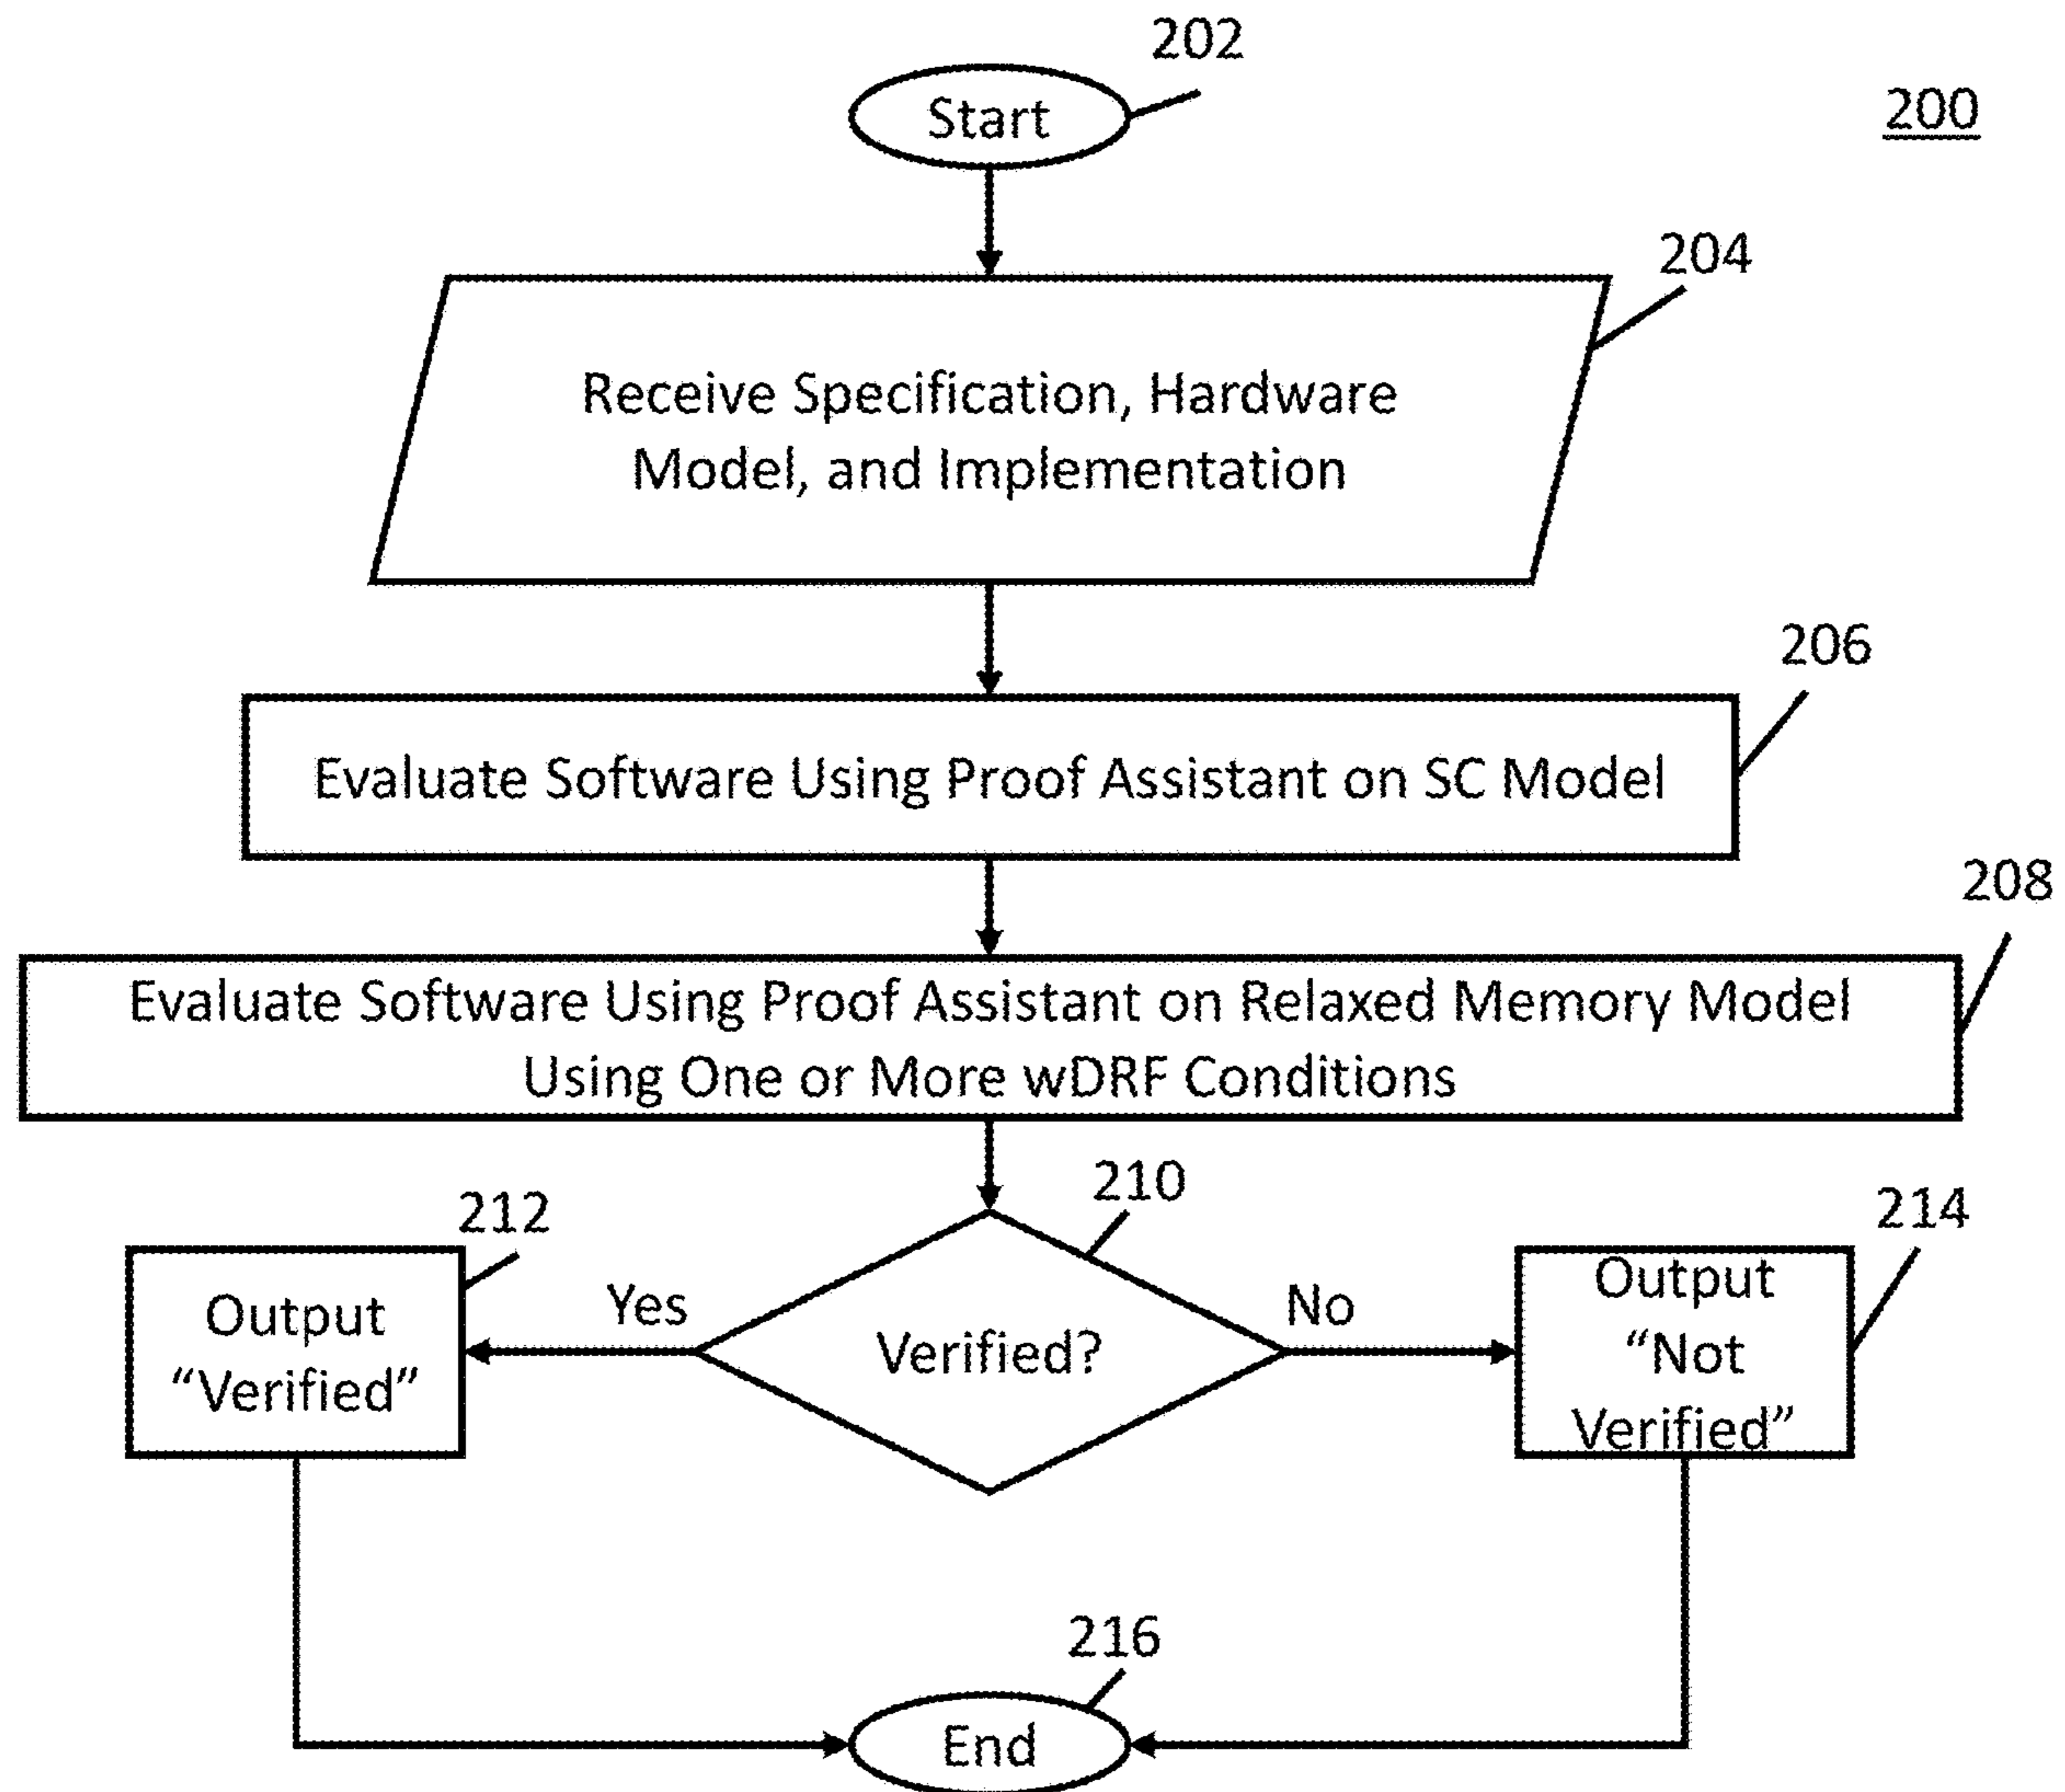 202
Start
200
204
Receive Specification, Hardware
Model, and Implementation
206
Evaluate Software Using Proof Assistant on SC Model
208
Evaluate Software Using Proof Assistant on Relaxed Memory Model
Using One or More wDRF Conditions
210
212
214
Output
"Verified"
Yes
Verified?
No
Output
“Not
Verified”
216
End